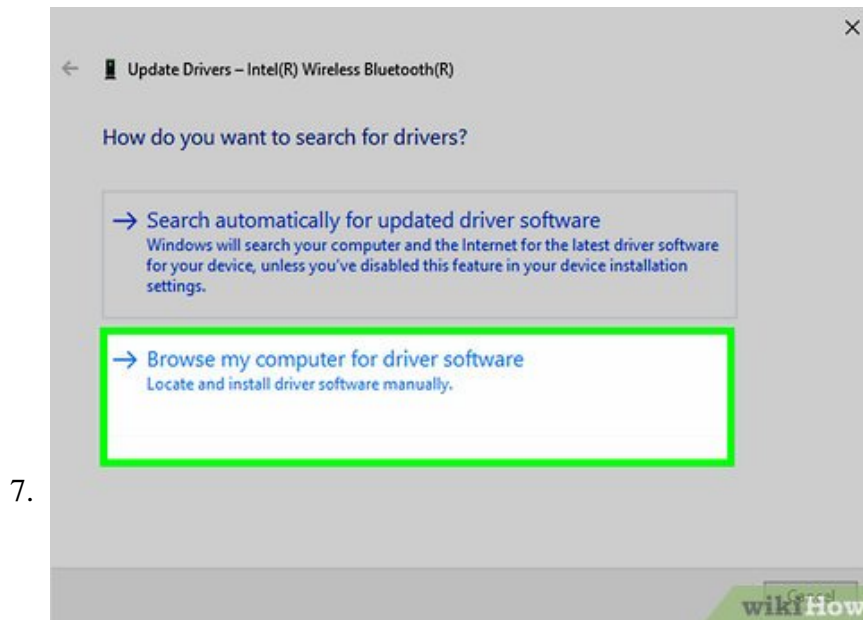 Update Drivers – Intel(R) Wireless Bluetooth(R)
How do you want to search for drivers?
Search automatically for updated driver software
Windows will search your computer and the Internet for the latest driver software
for your device, unless you've disabled this feature in your device installation
settings.
Browse my computer for driver software
Locate and install driver software manually.
7.
wikiHow